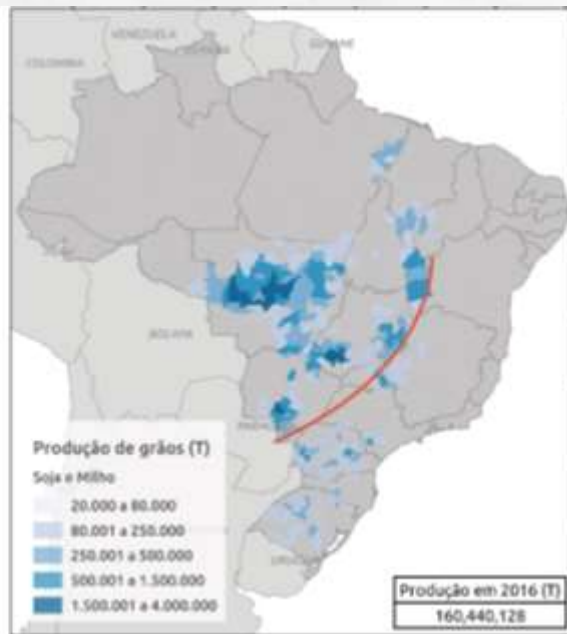 VENEZUELA
COLOMBIA
BOLIVIA
Produção de grãos (T)
Soja e Milho
20.000 a 80.000
80.001 a 250.000
250.001 a 500.000
500.001 a 1.500.000
1.500.001 a 4.000.000
Produção em 2016 (T)
160,440,128